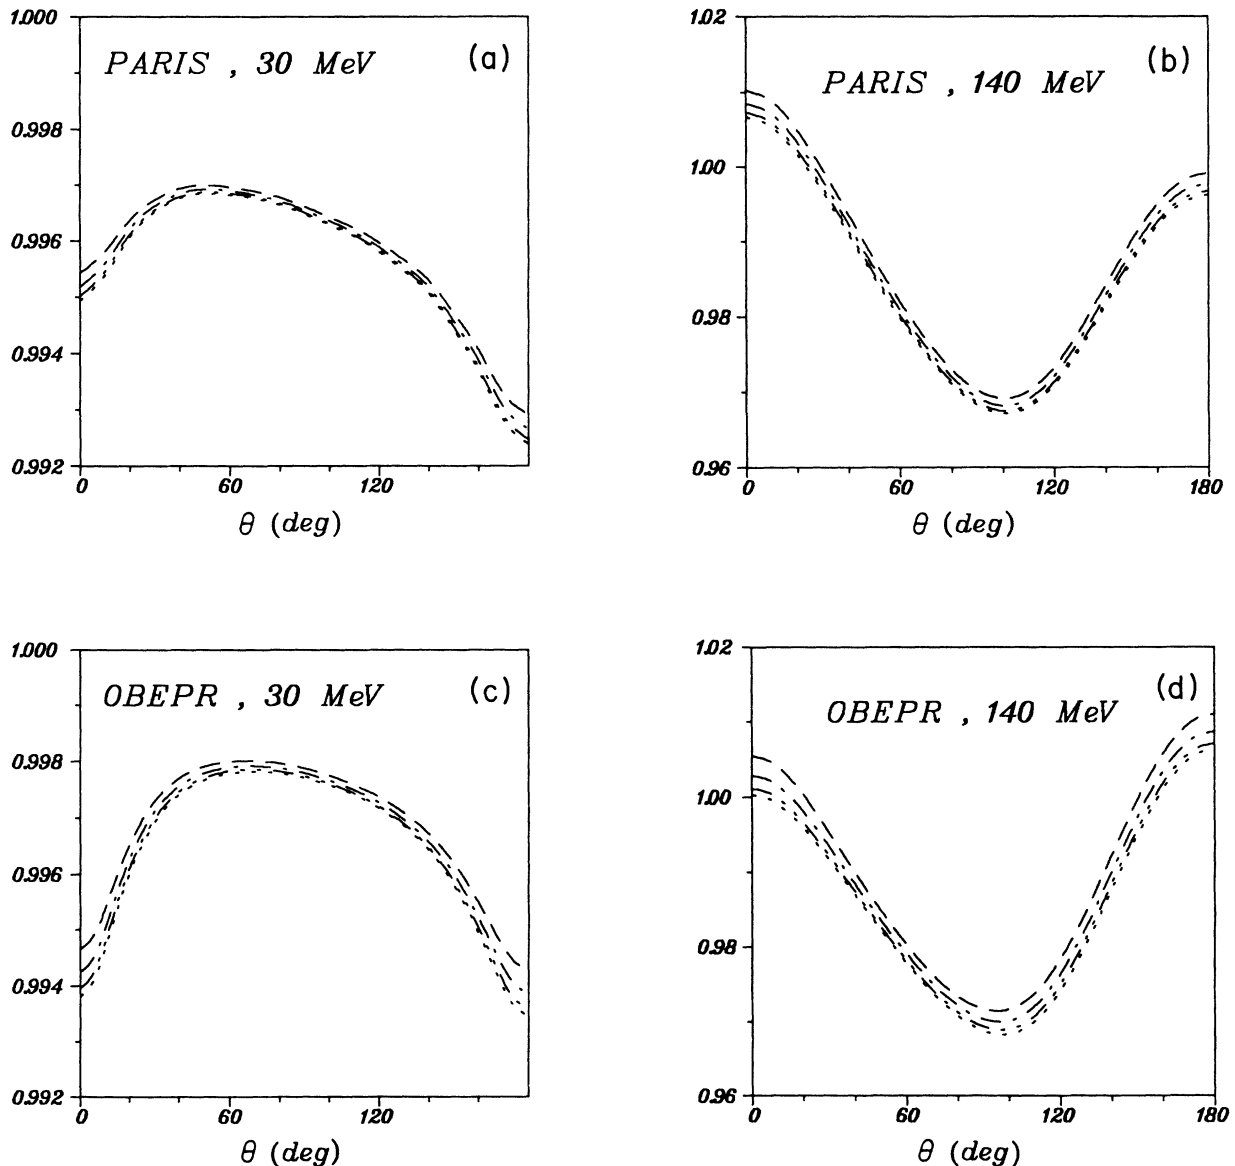 1.000
PARIS , 30 MeV
(a)
0.998
0.996
0.994
0.992
0
60
120
θ (deg)
1.02
(b)
PARIS , 140 MeV
1.00
0.98
0.96
0
60
120
180
θ (deg)
1.000
OBEPR , 30 MeV
(c)
0.998
0.996
0.994
0.992
0
60
120
θ (deg)
1.02
(d)
OBEPR , 140 MeV
1.00
0.98
0.96
0
60
120
180
θ (deg)